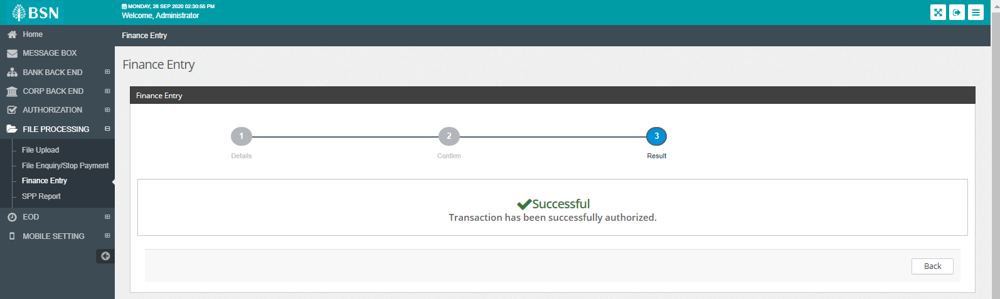 BSN
MONDAY, 28 SEP 2020 02:30:55 PM
Welcome, Administrator
Home
MESSAGE BOX
BANK BACK END
CORP BACK END
AUTHORIZATION
FILE PROCESSING
File Upload
File Enquiry/Stop Payment
Finance Entry
SPP Report
EOD
MOBILE SETTING
Finance Entry
Finance Entry
Finance Entry
1
2
3
Details
Confirm
Result
Successful
Transaction has been successfully authorized.
Back